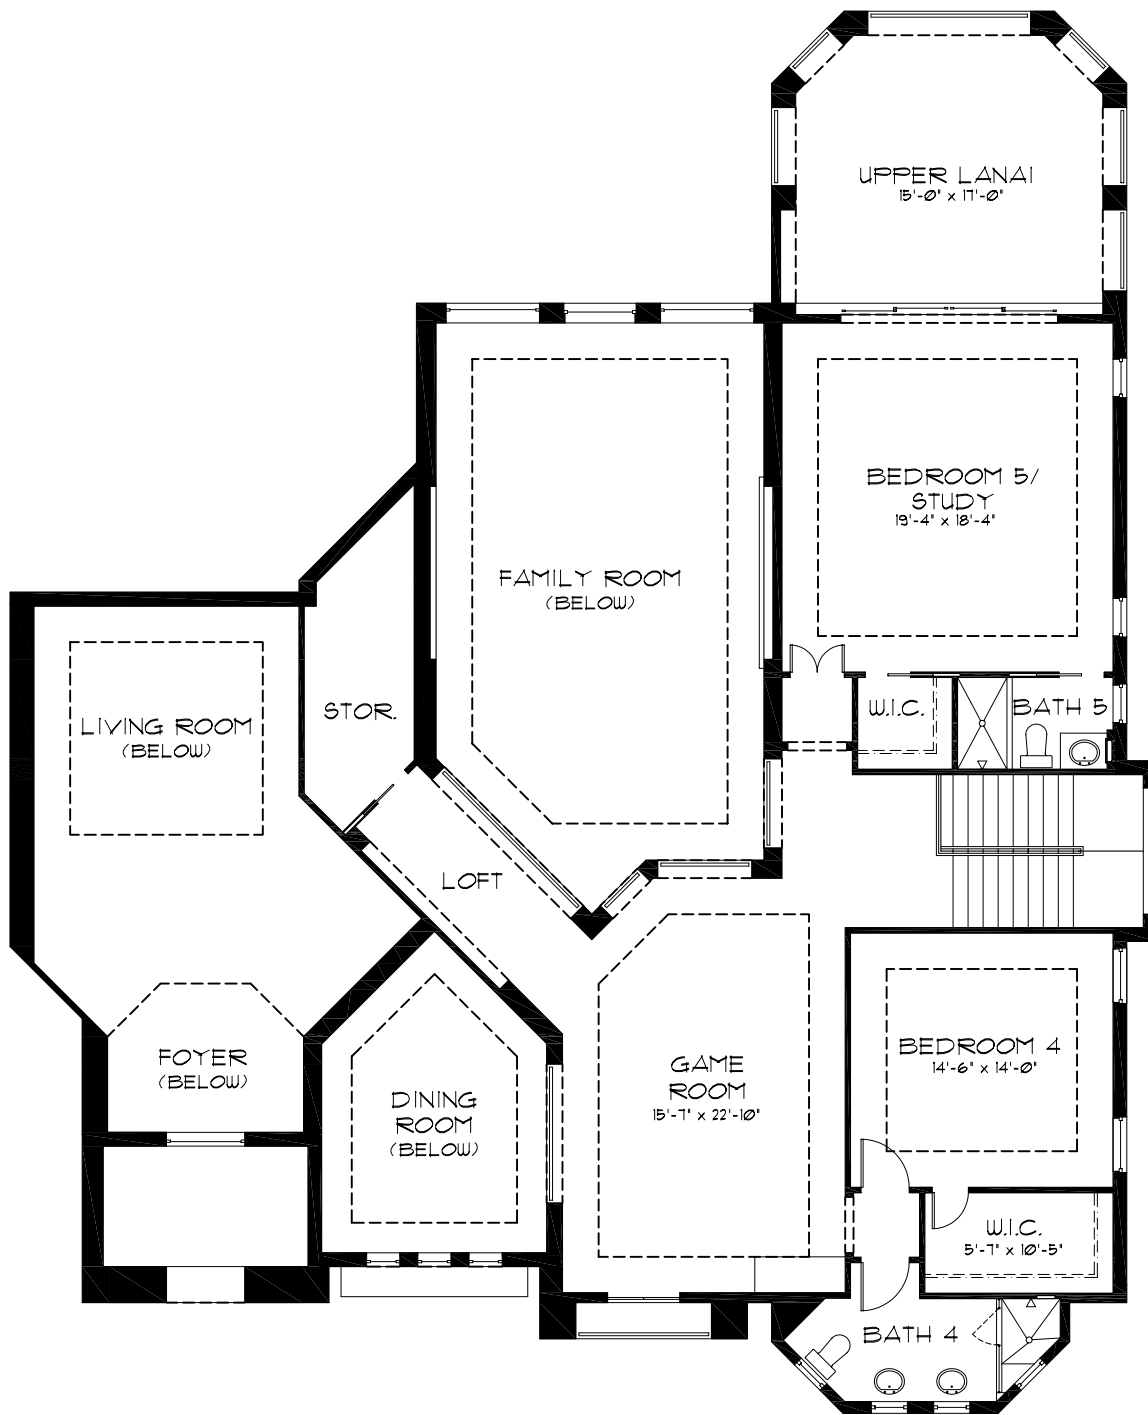 UPPER LANAI
15'-0" x 17'-0"
BEDROOM 5/
STUDY
19'-4" x 18'-4"
FAMILY ROOM
(BELOW)
STOR.
LIVING ROOM
(BELOW)
W.I.C.
BATH 5
LOFT
FOYER
(BELOW)
DINING
ROOM
(BELOW)
GAME
ROOM
15'-7" x 22'-10"
BEDROOM 4
14'-6" x 14'-0"
W.I.C.
5'-7" x 10'-5"
BATH 4